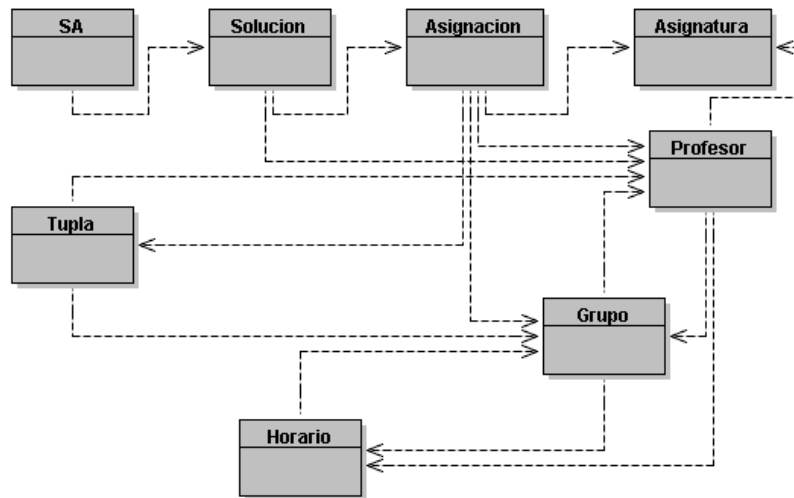 SA
Solucion
Asignacion
Asignatura
Profesor
Tupla
Grupo
Horario